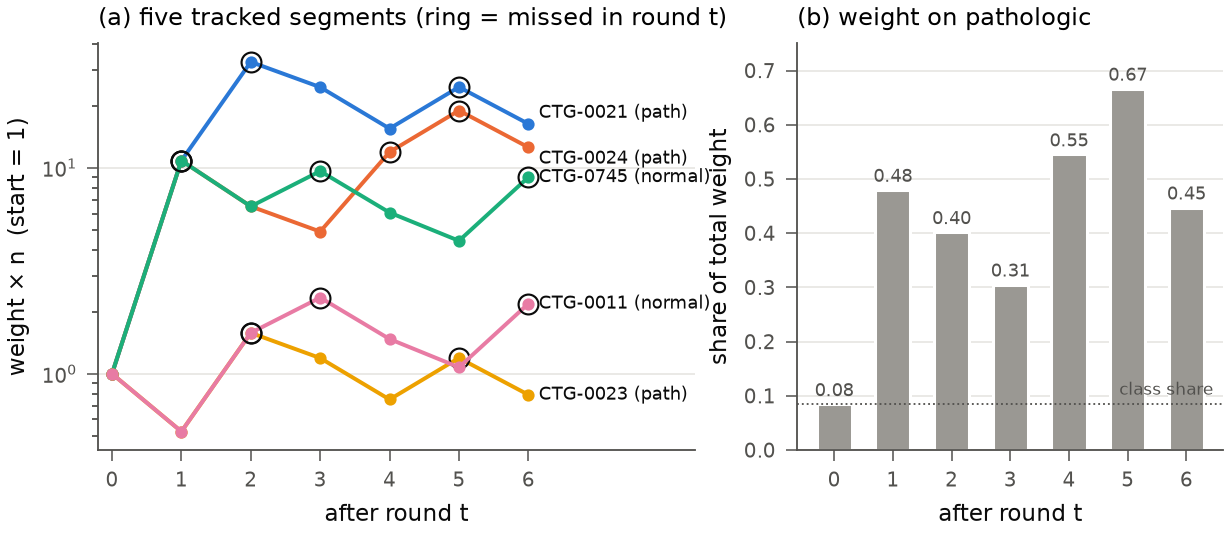 (a) five tracked segments (ring = missed in round t)
weight × n (start = 1)
10¹
10⁰
CTG-0021 (path)
CTG-0024 (path)
CTG-0745 (normal)
CTG-0011 (normal)
CTG-0023 (path)
0 1 2 3 4 5 6
after round t
(b) weight on pathologic
share of total weight
0.7
0.6
0.5
0.4
0.3
0.2
0.1
0.0
0.08
0.48
0.40
0.31
0.55
0.67
0.45
class share
0 1 2 3 4 5 6
after round t